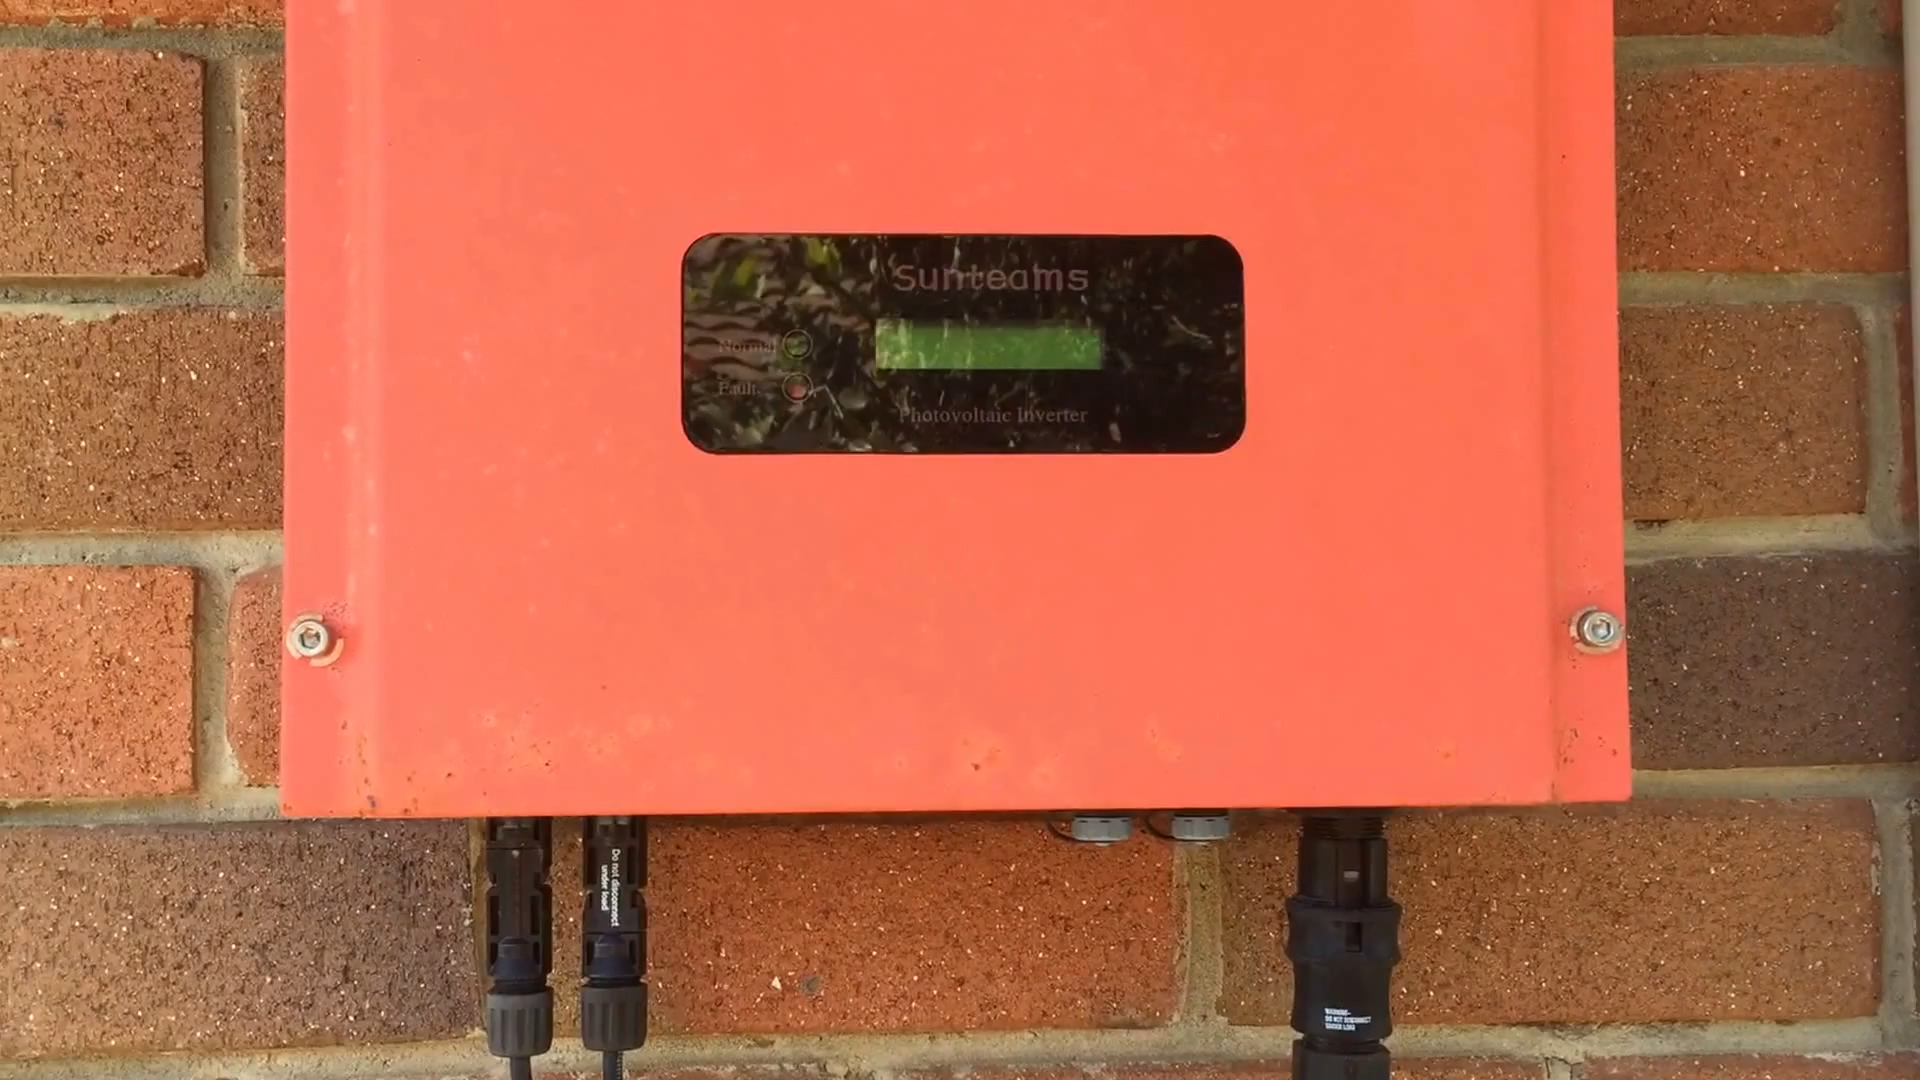 Sunteams
Normal
Fault
Photovoltaic Inverter
Do not disconnect
under load
WARNING-
DO NOT DISCONNECT
UNDER LOAD